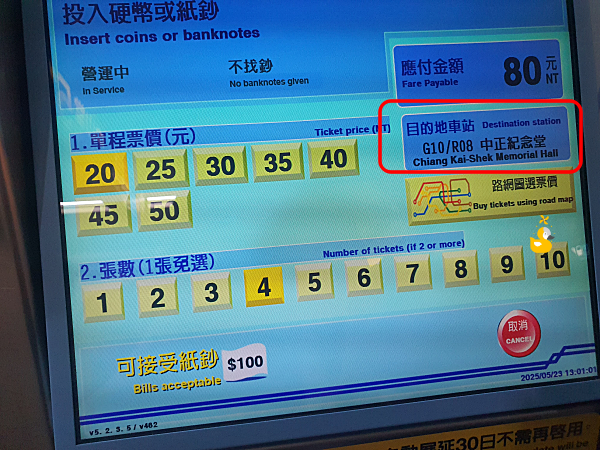 投入硬幣或紙鈔
Insert coins or banknotes
營運中
In Service
不找鈔
No banknotes given
應付金額
Fare Payable
80 元
NT
1.單程票價(元)
Ticket price (NT)
20 25 30 35 40
45 50
目的地車站 Destination station
G10/R08 中正紀念堂
Chiang Kai-Shek Memorial Hall
路網圖選票價
Buy tickets using road map
2.張數(1張免選)
Number of tickets (if 2 or more)
1 2 3 4 5 6 7 8 9 10
可接受紙鈔 $100
Bills acceptable
取消
CANCEL
2025/05/23 13:01:01
v5. 2. 3. 5 / v462
動展延30日不需再啓用
will be